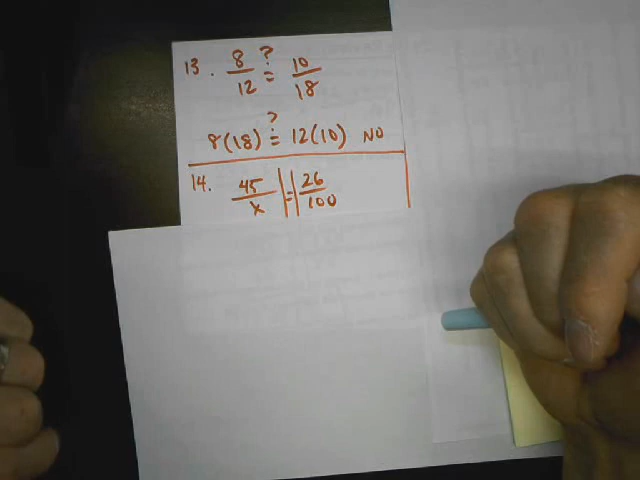 13. 8/12 ?= 10/18
8(18) ?= 12(10) NO
14. 45/x = 26/100